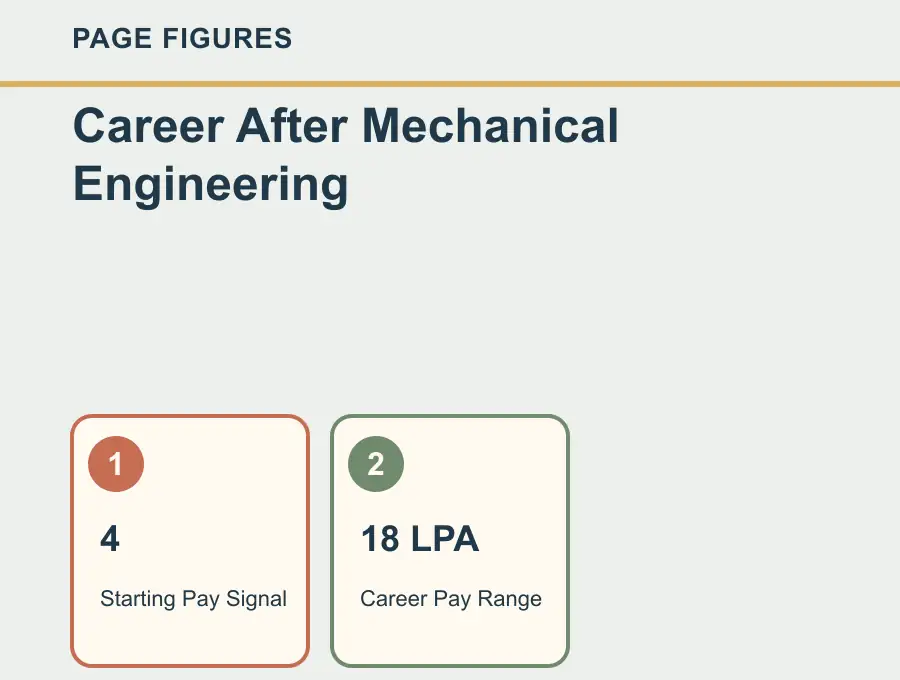 PAGE FIGURES
Career After Mechanical
Engineering
1
4
Starting Pay Signal
2
18 LPA
Career Pay Range